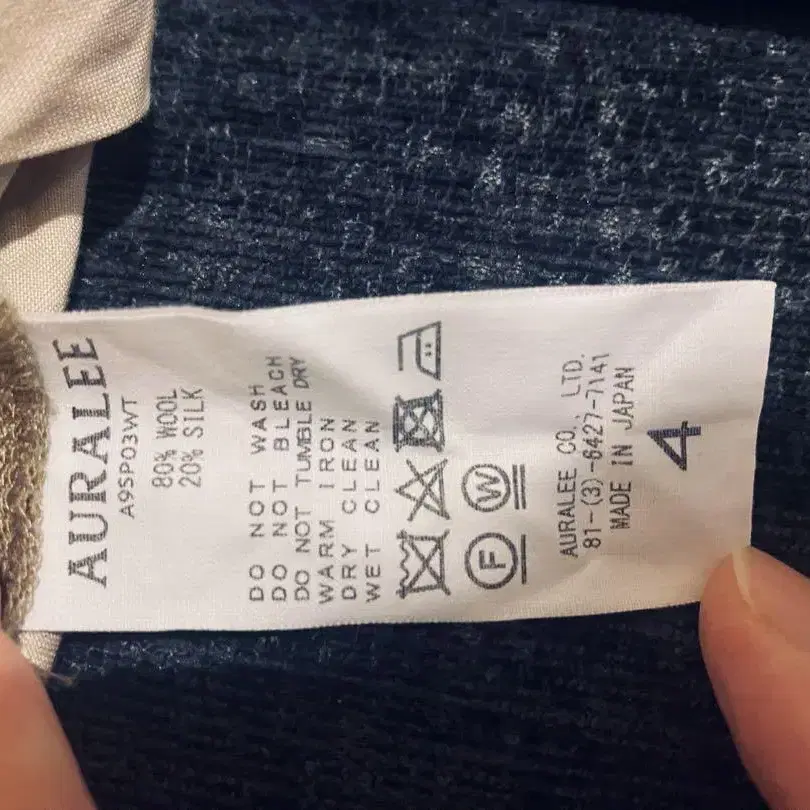 AURALEE
A9SP03WT
80% WOOL
20% SILK
DO NOT WASH
DO NOT BLEACH
DO NOT TUMBLE DRY
WARM IRON
DRY CLEAN
WET CLEAN
F W
AURALEE CO., LTD.
81-(3)-6427-7141
MADE IN JAPAN
4